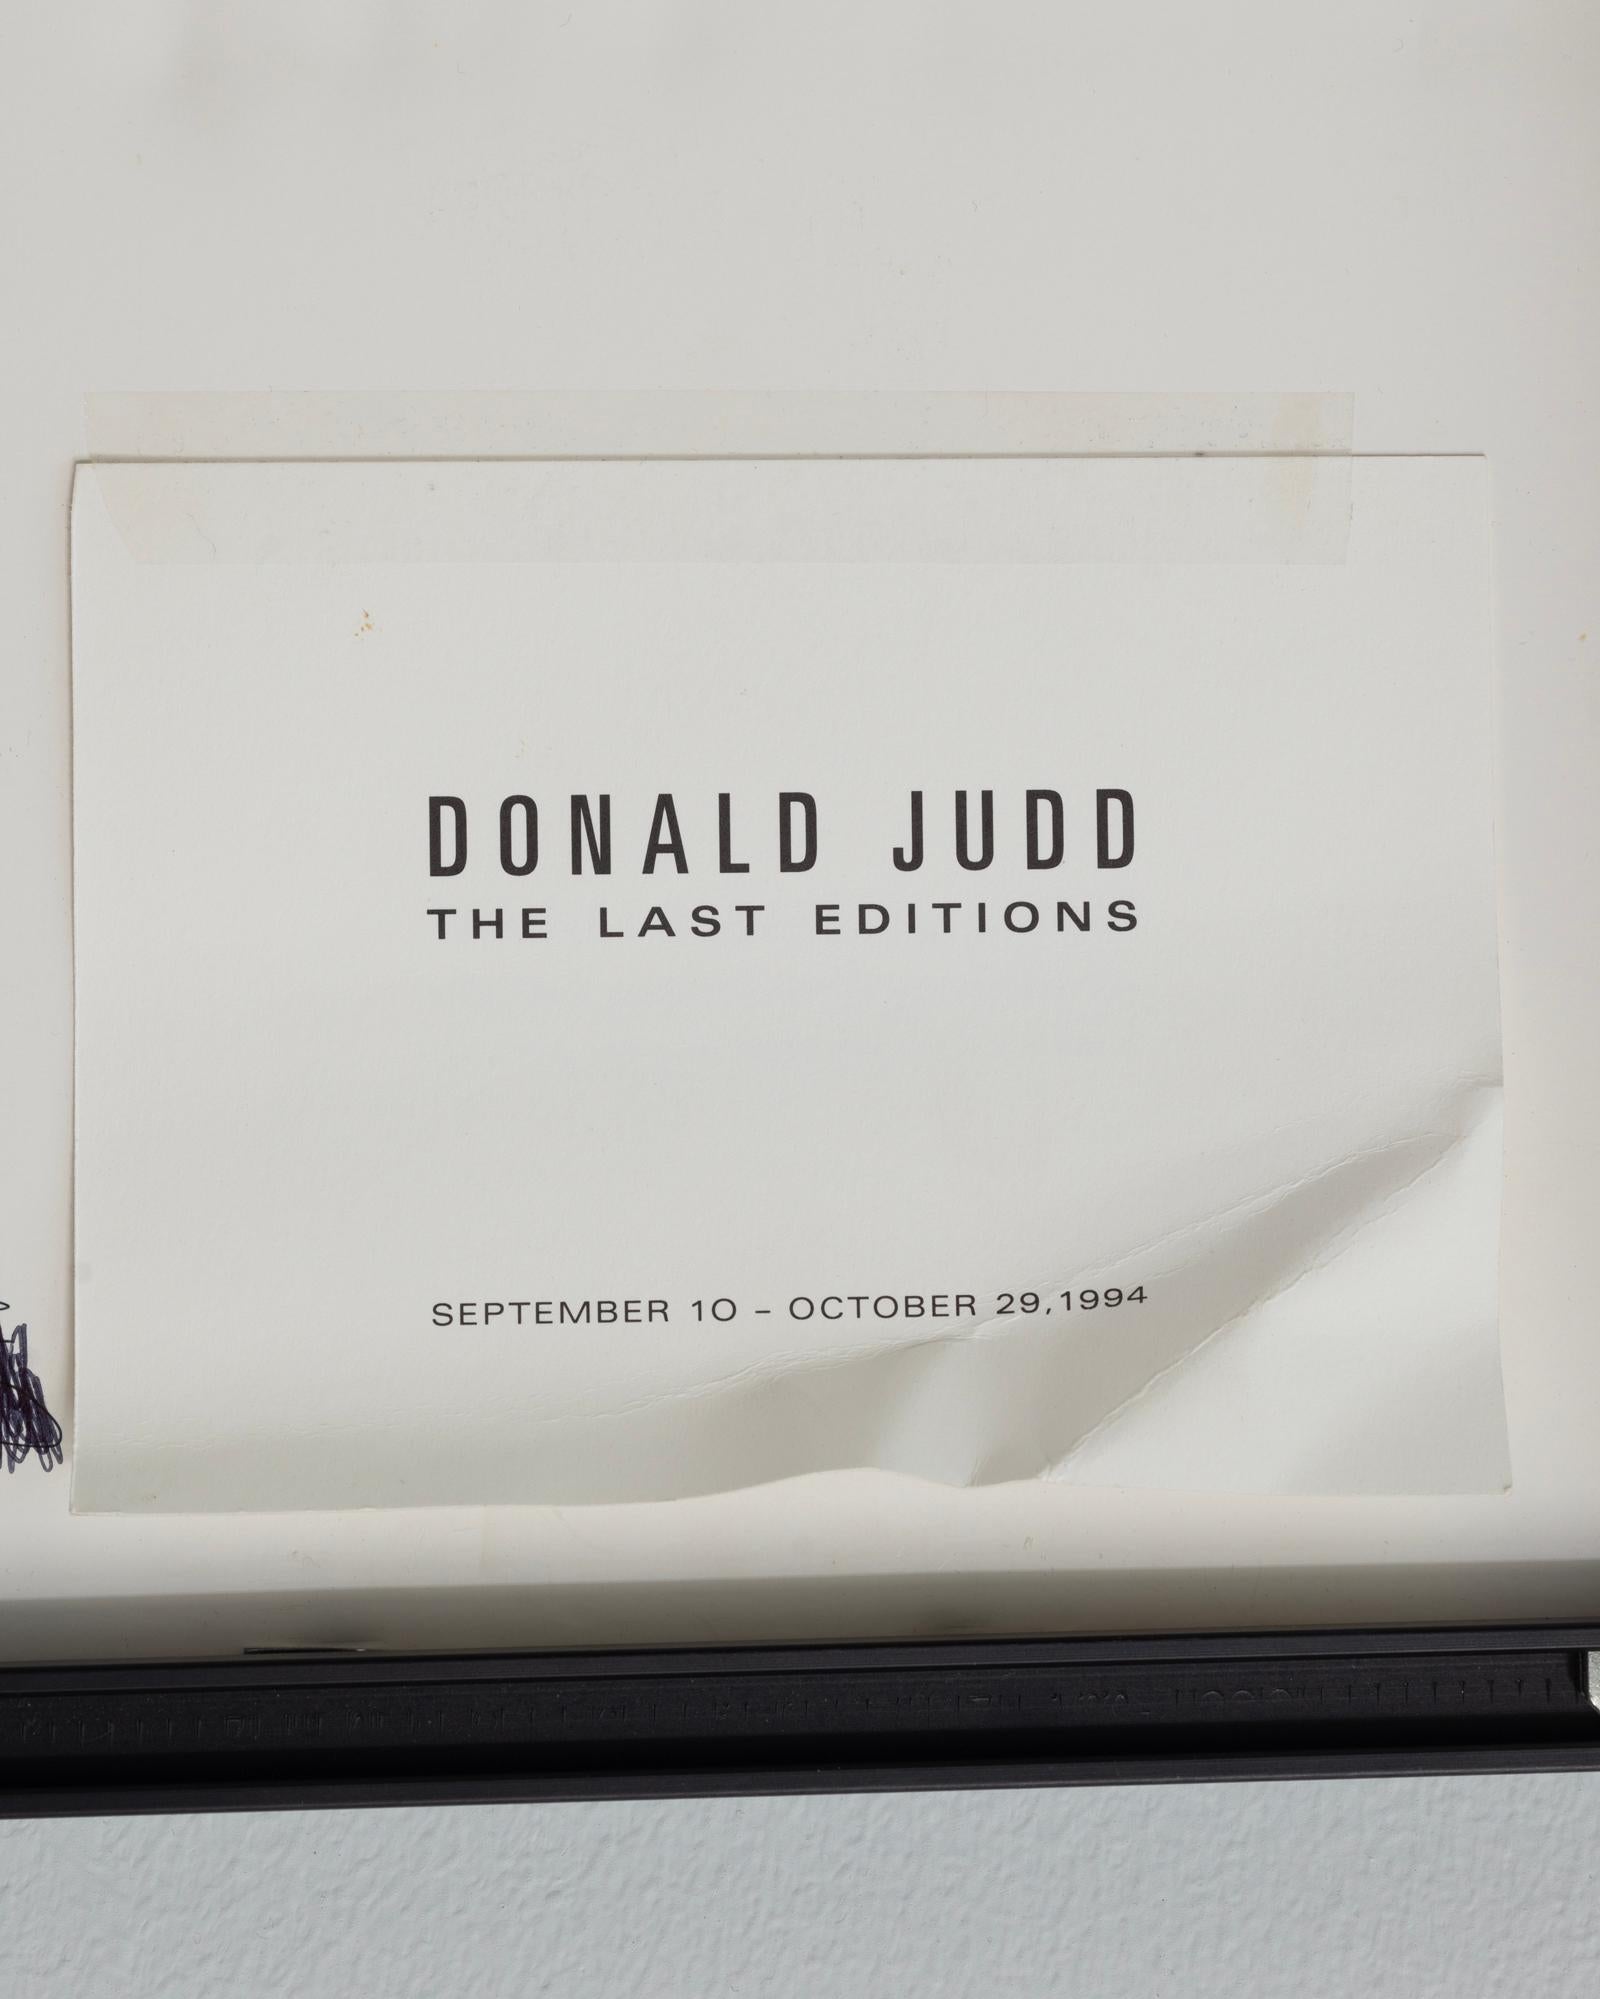 DONALD JUDD
THE LAST EDITIONS
SEPTEMBER 10 – OCTOBER 29,1994